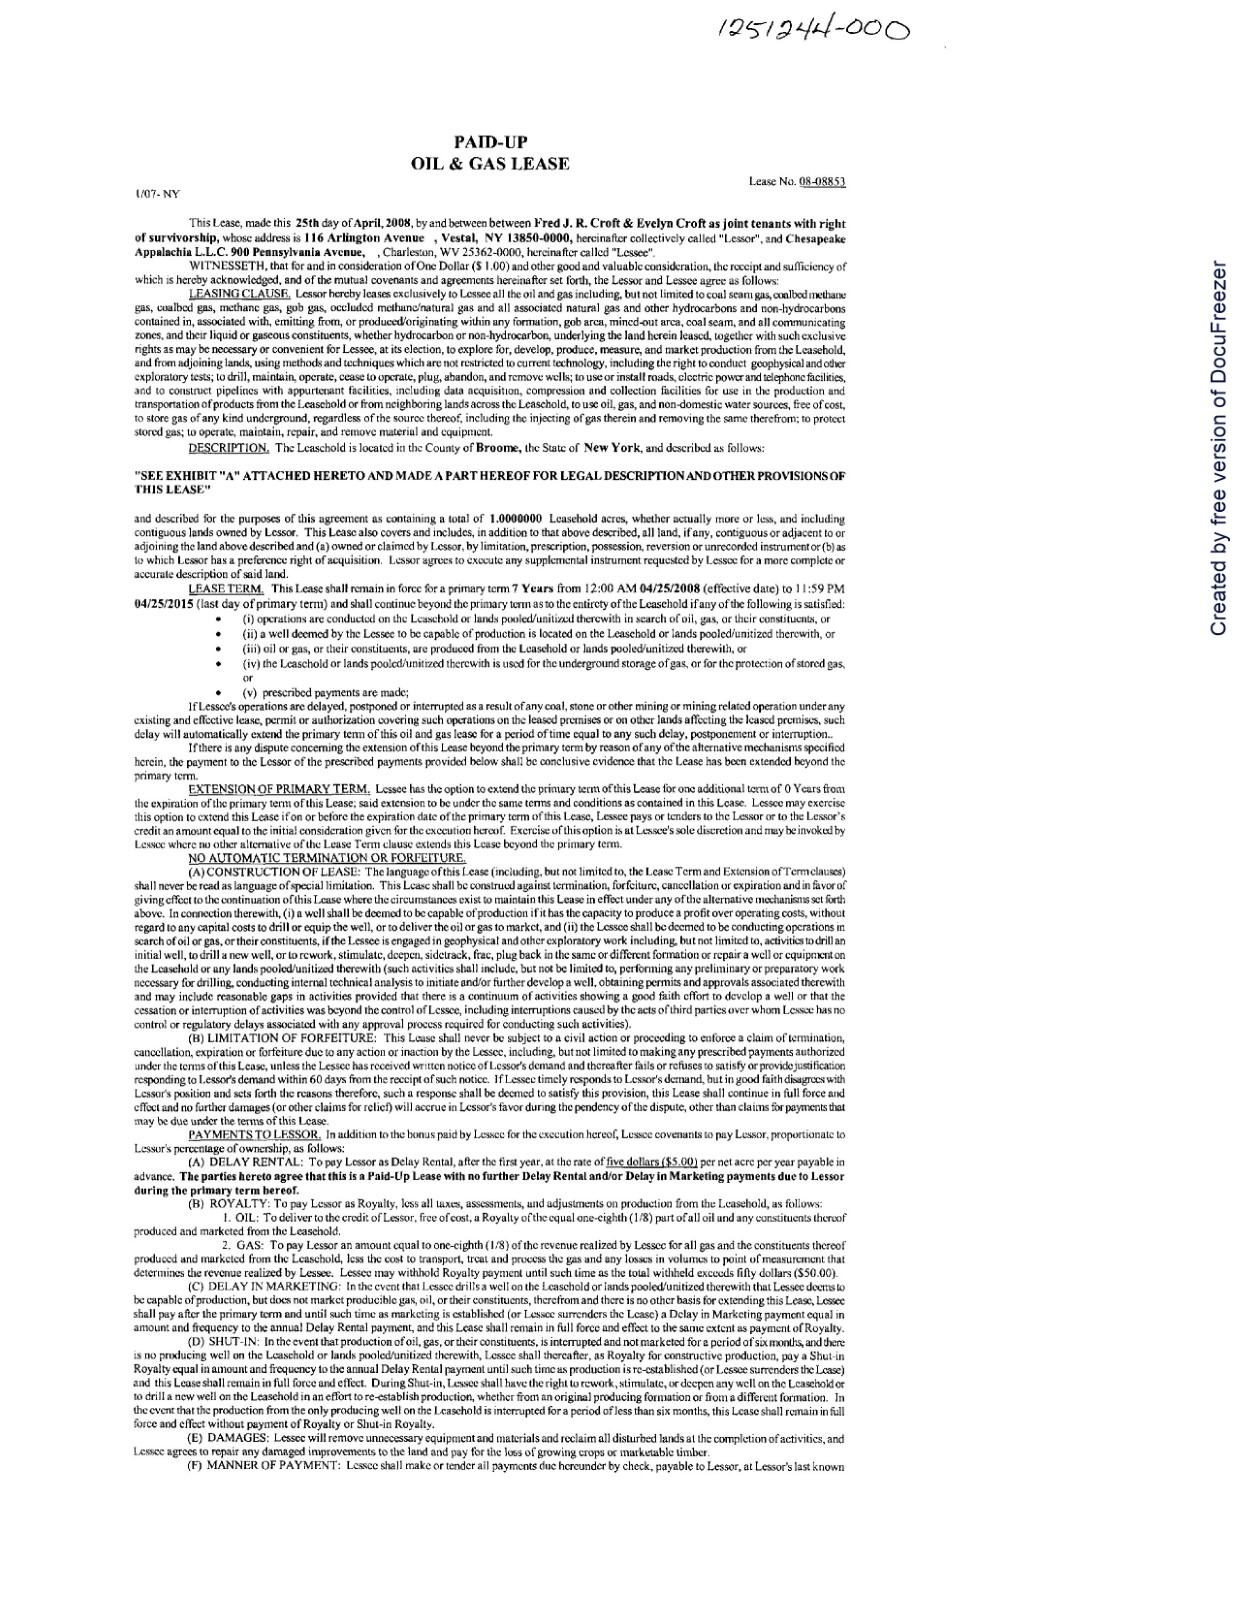 1251244-000
PAID-UP
OIL & GAS LEASE
Lease No. 08-08853
1/07- NY
This Lease, made this 25th day of April, 2008, by and between between Fred J. R. Croft & Evelyn Croft as joint tenants with right
of survivorship, whose address is 116 Arlington Avenue , Vestal, NY 13850-0000, hereinafter collectively called "Lessor", and Chesapeake
Appalachia L.L.C. 900 Pennsylvania Avenue, , Charleston, WV 25362-0000, hereinafter called "Lessee".
WITNESSETH, that for and in consideration of One Dollar ($ 1.00) and other good and valuable consideration, the receipt and sufficiency of
which is hereby acknowledged, and of the mutual covenants and agreements hereinafter set forth, the Lessor and Lessee agree as follows:
LEASING CLAUSE. Lessor hereby leases exclusively to Lessee all the oil and gas including, but not limited to coal seam gas, coalbed methane
gas, coalbed gas, methane gas, gob gas, occluded methane/natural gas and all associated natural gas and other hydrocarbons and non-hydrocarbons
contained in, associated with, emitting from, or produced/originating within any formation, gob area, mined-out area, coal seam, and all communicating
zones, and their liquid or gaseous constituents, whether hydrocarbon or non-hydrocarbon, underlying the land herein leased, together with such exclusive
rights as may be necessary or convenient for Lessee, at its election, to explore for, develop, produce, measure, and market production from the Leasehold,
and from adjoining lands, using methods and techniques which are not restricted to current technology, including the right to conduct geophysical and other
exploratory tests; to drill, maintain, operate, cease to operate, plug, abandon, and remove wells; to use or install roads, electric power and telephone facilities,
and to construct pipelines with appurtenant facilities, including data acquisition, compression and collection facilities for use in the production and
transportation of products from the Leasehold or from neighboring lands across the Leasehold, to use oil, gas, and non-domestic water sources, free of cost,
to store gas of any kind underground, regardless of the source thereof, including the injecting of gas therein and removing the same therefrom; to protect
stored gas; to operate, maintain, repair, and remove material and equipment.
DESCRIPTION. The Leasehold is located in the County of Broome, the State of New York, and described as follows:
"SEE EXHIBIT "A" ATTACHED HERETO AND MADE A PART HEREOF FOR LEGAL DESCRIPTION AND OTHER PROVISIONS OF
THIS LEASE"
and described for the purposes of this agreement as containing a total of 1.0000000 Leasehold acres, whether actually more or less, and including
contiguous lands owned by Lessor. This Lease also covers and includes, in addition to that above described, all land, if any, contiguous or adjacent to or
adjoining the land above described and (a) owned or claimed by Lessor, by limitation, prescription, possession, reversion or unrecorded instrument or (b) as
to which Lessor has a preference right of acquisition. Lessor agrees to execute any supplemental instrument requested by Lessee for a more complete or
accurate description of said land.
LEASE TERM. This Lease shall remain in force for a primary term 7 Years from 12:00 AM 04/25/2008 (effective date) to 11:59 PM
04/25/2015 (last day of primary term) and shall continue beyond the primary term as to the entirety of the Leasehold if any of the following is satisfied:
• (i) operations are conducted on the Leasehold or lands pooled/unitized therewith in search of oil, gas, or their constituents, or
• (ii) a well deemed by the Lessee to be capable of production is located on the Leasehold or lands pooled/unitized therewith, or
• (iii) oil or gas, or their constituents, are produced from the Leasehold or lands pooled/unitized therewith, or
• (iv) the Leasehold or lands pooled/unitized therewith is used for the underground storage of gas, or for the protection of stored gas,
or
• (v) prescribed payments are made;
If Lessee's operations are delayed, postponed or interrupted as a result of any coal, stone or other mining or mining related operation under any
existing and effective lease, permit or authorization covering such operations on the leased premises or on other lands affecting the leased premises, such
delay will automatically extend the primary term of this oil and gas lease for a period of time equal to any such delay, postponement or interruption..
If there is any dispute concerning the extension of this Lease beyond the primary term by reason of any of the alternative mechanisms specified
herein, the payment to the Lessor of the prescribed payments provided below shall be conclusive evidence that the Lease has been extended beyond the
primary term.
EXTENSION OF PRIMARY TERM. Lessee has the option to extend the primary term of this Lease for one additional term of 0 Years from
the expiration of the primary term of this Lease; said extension to be under the same terms and conditions as contained in this Lease. Lessee may exercise
this option to extend this Lease if on or before the expiration date of the primary term of this Lease, Lessee pays or tenders to the Lessor or to the Lessor's
credit an amount equal to the initial consideration given for the execution hereof. Exercise of this option is at Lessee's sole discretion and may be invoked by
Lessee where no other alternative of the Lease Term clause extends this Lease beyond the primary term.
NO AUTOMATIC TERMINATION OR FORFEITURE.
(A) CONSTRUCTION OF LEASE: The language of this Lease (including, but not limited to, the Lease Term and Extension of Term clauses)
shall never be read as language of special limitation. This Lease shall be construed against termination, forfeiture, cancellation or expiration and in favor of
giving effect to the continuation of this Lease where the circumstances exist to maintain this Lease in effect under any of the alternative mechanisms set forth
above. In connection therewith, (i) a well shall be deemed to be capable of production if it has the capacity to produce a profit over operating costs, without
regard to any capital costs to drill or equip the well, or to deliver the oil or gas to market, and (ii) the Lessee shall be deemed to be conducting operations in
search of oil or gas, or their constituents, if the Lessee is engaged in geophysical and other exploratory work including, but not limited to, activities to drill an
initial well, to drill a new well, or to rework, stimulate, deepen, sidetrack, frac, plug back in the same or different formation or repair a well or equipment on
the Leasehold or any lands pooled/unitized therewith (such activities shall include, but not be limited to, performing any preliminary or preparatory work
necessary for drilling, conducting internal technical analysis to initiate and/or further develop a well, obtaining permits and approvals associated therewith
and may include reasonable gaps in activities provided that there is a continuum of activities showing a good faith effort to develop a well or that the
cessation or interruption of activities was beyond the control of Lessee, including interruptions caused by the acts of third parties over whom Lessee has no
control or regulatory delays associated with any approval process required for conducting such activities).
(B) LIMITATION OF FORFEITURE: This Lease shall never be subject to a civil action or proceeding to enforce a claim of termination,
cancellation, expiration or forfeiture due to any action or inaction by the Lessee, including, but not limited to making any prescribed payments authorized
under the terms of this Lease, unless the Lessee has received written notice of Lessor's demand and thereafter fails or refuses to satisfy or provide justification
responding to Lessor's demand within 60 days from the receipt of such notice. If Lessee timely responds to Lessor's demand, but in good faith disagrees with
Lessor's position and sets forth the reasons therefore, such a response shall be deemed to satisfy this provision, this Lease shall continue in full force and
effect and no further damages (or other claims for relief) will accrue in Lessor's favor during the pendency of the dispute, other than claims for payments that
may be due under the terms of this Lease.
PAYMENTS TO LESSOR. In addition to the bonus paid by Lessee for the execution hereof, Lessee covenants to pay Lessor, proportionate to
Lessor's percentage of ownership, as follows:
(A) DELAY RENTAL: To pay Lessor as Delay Rental, after the first year, at the rate of five dollars ($5.00) per net acre per year payable in
advance. The parties hereto agree that this is a Paid-Up Lease with no further Delay Rental and/or Delay in Marketing payments due to Lessor
during the primary term hereof.
(B) ROYALTY: To pay Lessor as Royalty, less all taxes, assessments, and adjustments on production from the Leasehold, as follows:
1. OIL: To deliver to the credit of Lessor, free of cost, a Royalty of the equal one-eighth (1/8) part of all oil and any constituents thereof
produced and marketed from the Leasehold.
2. GAS: To pay Lessor an amount equal to one-eighth (1/8) of the revenue realized by Lessee for all gas and the constituents thereof
produced and marketed from the Leasehold, less the cost to transport, treat and process the gas and any losses in volumes to point of measurement that
determines the revenue realized by Lessee. Lessee may withhold Royalty payment until such time as the total withheld exceeds fifty dollars ($50.00).
(C) DELAY IN MARKETING: In the event that Lessee drills a well on the Leasehold or lands pooled/unitized therewith that Lessee deems to
be capable of production, but does not market producible gas, oil, or their constituents, therefrom and there is no other basis for extending this Lease, Lessee
shall pay after the primary term and until such time as marketing is established (or Lessee surrenders the Lease) a Delay in Marketing payment equal in
amount and frequency to the annual Delay Rental payment, and this Lease shall remain in full force and effect to the same extent as payment of Royalty.
(D) SHUT-IN: In the event that production of oil, gas, or their constituents, is interrupted and not marketed for a period of six months, and there
is no producing well on the Leasehold or lands pooled/unitized therewith, Lessee shall thereafter, as Royalty for constructive production, pay a Shut-in
Royalty equal in amount and frequency to the annual Delay Rental payment until such time as production is re-established (or Lessee surrenders the Lease)
and this Lease shall remain in full force and effect. During Shut-in, Lessee shall have the right to rework, stimulate, or deepen any well on the Leasehold or
to drill a new well on the Leasehold in an effort to re-establish production, whether from an original producing formation or from a different formation. In
the event that the production from the only producing well on the Leasehold is interrupted for a period of less than six months, this Lease shall remain in full
force and effect without payment of Royalty or Shut-in Royalty.
(E) DAMAGES: Lessee will remove unnecessary equipment and materials and reclaim all disturbed lands at the completion of activities, and
Lessee agrees to repair any damaged improvements to the land and pay for the loss of growing crops or marketable timber.
(F) MANNER OF PAYMENT: Lessee shall make or tender all payments due hereunder by check, payable to Lessor, at Lessor's last known
Created by free version of DocuFreezer